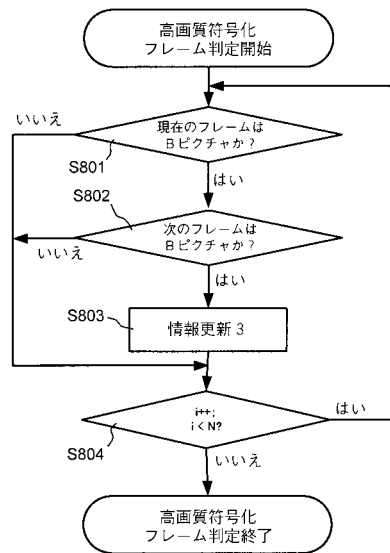 高画質符号化
フレーム判定開始
いいえ
現在のフレームは
Bピクチャか？
S801
はい
S802
次のフレームは
Bピクチャか？
いいえ
はい
S803
情報更新3
i++;
i<N?
はい
S804
いいえ
高画質符号化
フレーム判定終了